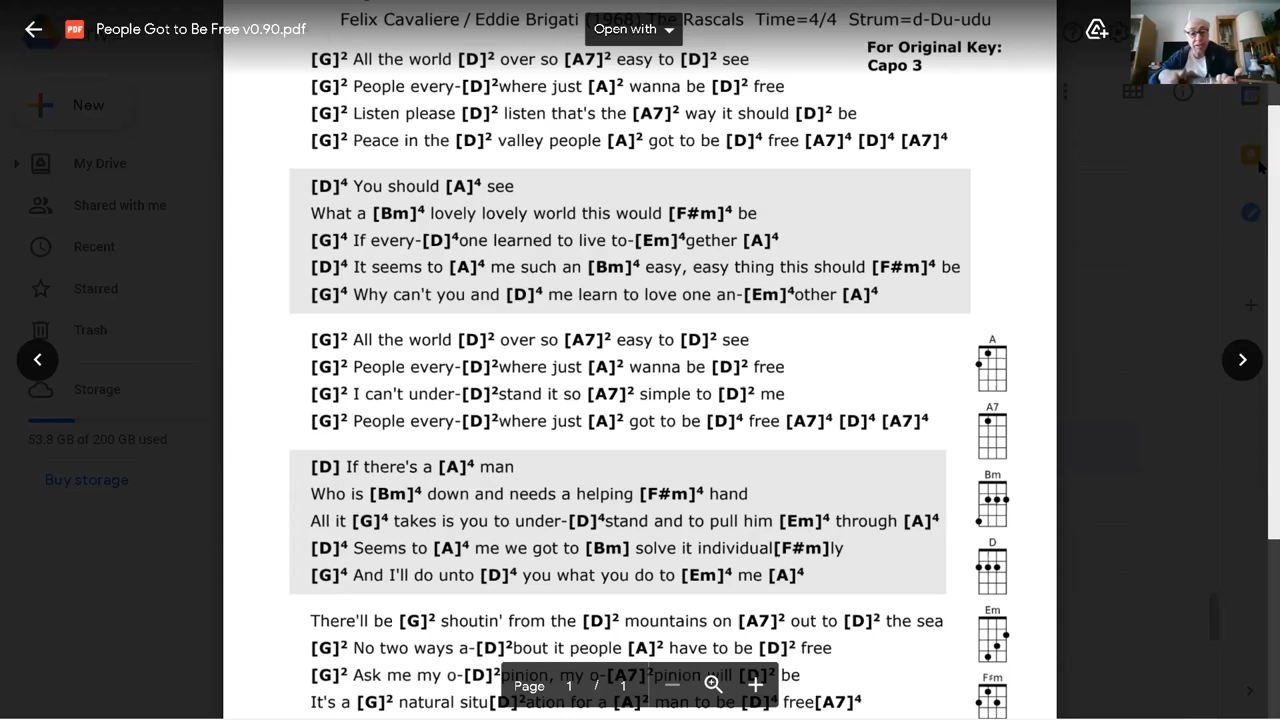 People Got to Be Free v0.90.pdf
Open with
Felix Cavaliere / Eddie Brigati (1968) The Rascals Time=4/4 Strum=d-Du-udu
For Original Key:
Capo 3
[G]² All the world [D]² over so [A7]² easy to [D]² see
[G]² People every-[D]²where just [A]² wanna be [D]² free
[G]² Listen please [D]² listen that's the [A7]² way it should [D]² be
[G]² Peace in the [D]² valley people [A]² got to be [D]⁴ free [A7]⁴ [D]⁴ [A7]⁴
[D]⁴ You should [A]⁴ see
What a [Bm]⁴ lovely lovely world this would [F#m]⁴ be
[G]⁴ If every-[D]⁴one learned to live to-[Em]⁴gether [A]⁴
[D]⁴ It seems to [A]⁴ me such an [Bm]⁴ easy, easy thing this should [F#m]⁴ be
[G]⁴ Why can't you and [D]⁴ me learn to love one an-[Em]⁴other [A]⁴
[G]² All the world [D]² over so [A7]² easy to [D]² see
[G]² People every-[D]²where just [A]² wanna be [D]² free
[G]² I can't under-[D]²stand it so [A7]² simple to [D]² me
[G]² People every-[D]²where just [A]² got to be [D]⁴ free [A7]⁴ [D]⁴ [A7]⁴
[D] If there's a [A]⁴ man
Who is [Bm]⁴ down and needs a helping [F#m]⁴ hand
All it [G]⁴ takes is you to under-[D]⁴stand and to pull him [Em]⁴ through [A]⁴
[D]⁴ Seems to [A]⁴ me we got to [Bm] solve it individual[F#m]ly
[G]⁴ And I'll do unto [D]⁴ you what you do to [Em]⁴ me [A]⁴
There'll be [G]² shoutin' from the [D]² mountains on [A7]² out to [D]² the sea
[G]² No two ways a-[D]²bout it people [A]² have to be [D]² free
[G]² Ask me my o-[D]²pinion, my o-[A7]²pinion will [D]² be
It's a [G]² natural situ[D]²ation for a [A]² man to be [D]⁴ free[A7]⁴
A
A7
Bm
D
Em
F#m
New
My Drive
Shared with me
Recent
Starred
Trash
Storage
53.8 GB of 200 GB used
Buy storage
Page 1 / 1
PDF